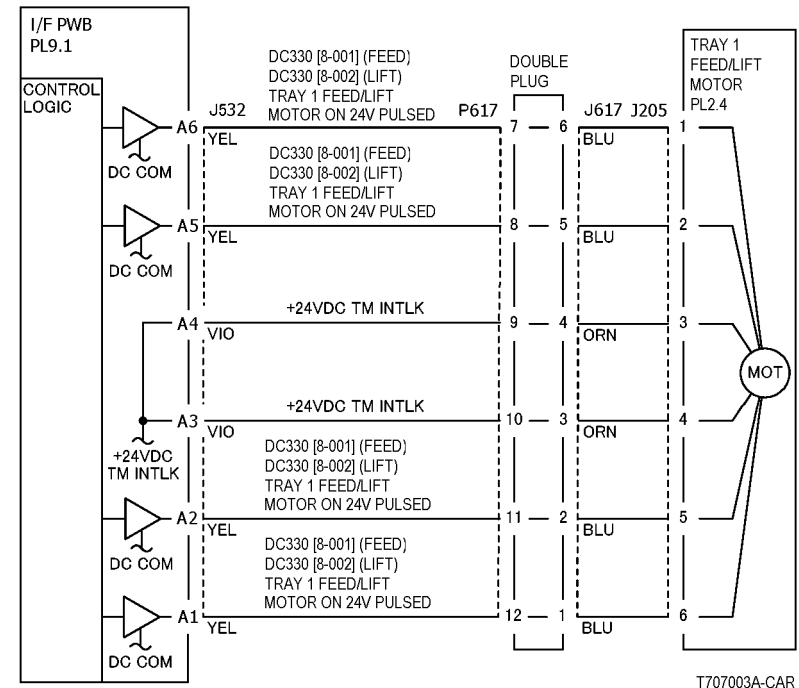 I/F PWB
PL9.1
CONTROL
LOGIC
TRAY 1
FEED/LIFT
MOTOR
PL2.4
DOUBLE
PLUG
DC330 [8-001] (FEED)
DC330 [8-002] (LIFT)
TRAY 1 FEED/LIFT
MOTOR ON 24V PULSED
A6 J532 P617 7 6 J617 J205 1
YEL BLU
DC COM
DC330 [8-001] (FEED)
DC330 [8-002] (LIFT)
TRAY 1 FEED/LIFT
MOTOR ON 24V PULSED
A5 8 5 2
YEL BLU
DC COM
+24VDC TM INTLK
A4 9 4 3
VIO ORN
MOT
+24VDC TM INTLK
A3 10 3 4
VIO ORN
+24VDC
TM INTLK
DC330 [8-001] (FEED)
DC330 [8-002] (LIFT)
TRAY 1 FEED/LIFT
MOTOR ON 24V PULSED
A2 11 2 5
YEL BLU
DC COM
DC330 [8-001] (FEED)
DC330 [8-002] (LIFT)
TRAY 1 FEED/LIFT
MOTOR ON 24V PULSED
A1 12 1 6
YEL BLU
DC COM
T707003A-CAR